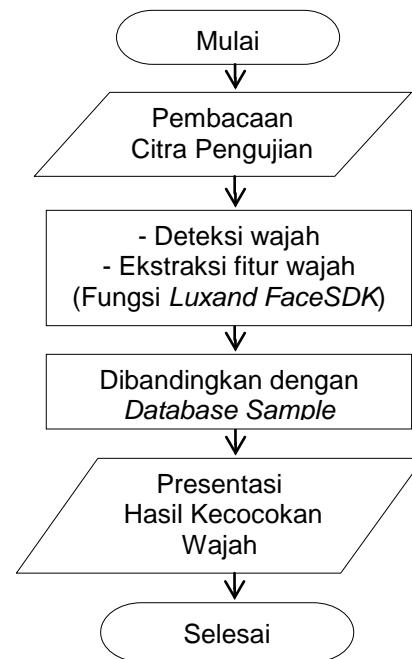 Mulai
Pembacaan
Citra Pengujian
- Deteksi wajah
- Ekstraksi fitur wajah
(Fungsi Luxand FaceSDK)
Dibandingkan dengan
Database Sample
Presentasi
Hasil Kecocokan
Wajah
Selesai